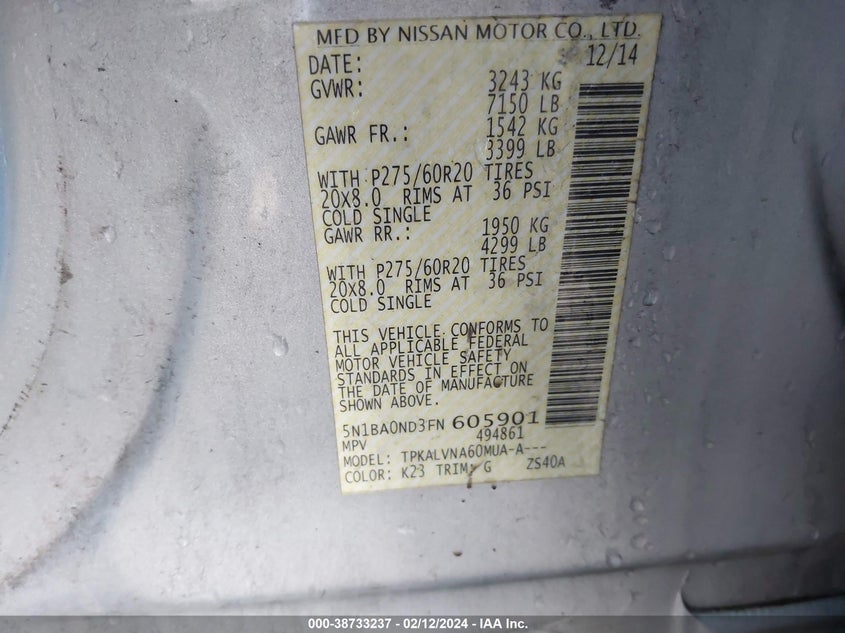 MFD BY NISSAN MOTOR CO., LTD.
DATE: 12/14
GVWR: 3243 KG
7150 LB
GAWR FR.: 1542 KG
3399 LB
WITH P275/60R20 TIRES
20X8.0 RIMS AT 36 PSI
COLD SINGLE
GAWR RR.: 1950 KG
4299 LB
WITH P275/60R20 TIRES
20X8.0 RIMS AT 36 PSI
COLD SINGLE
THIS VEHICLE CONFORMS TO
ALL APPLICABLE FEDERAL
MOTOR VEHICLE SAFETY
STANDARDS IN EFFECT ON
THE DATE OF MANUFACTURE
SHOWN ABOVE.
5N1BA0ND3FN 605901
MPV 494861
MODEL: TPKALVNA60MUA-A---
COLOR: K23 TRIM: G ZS40A
000-38733237 - 02/12/2024 - IAA Inc.